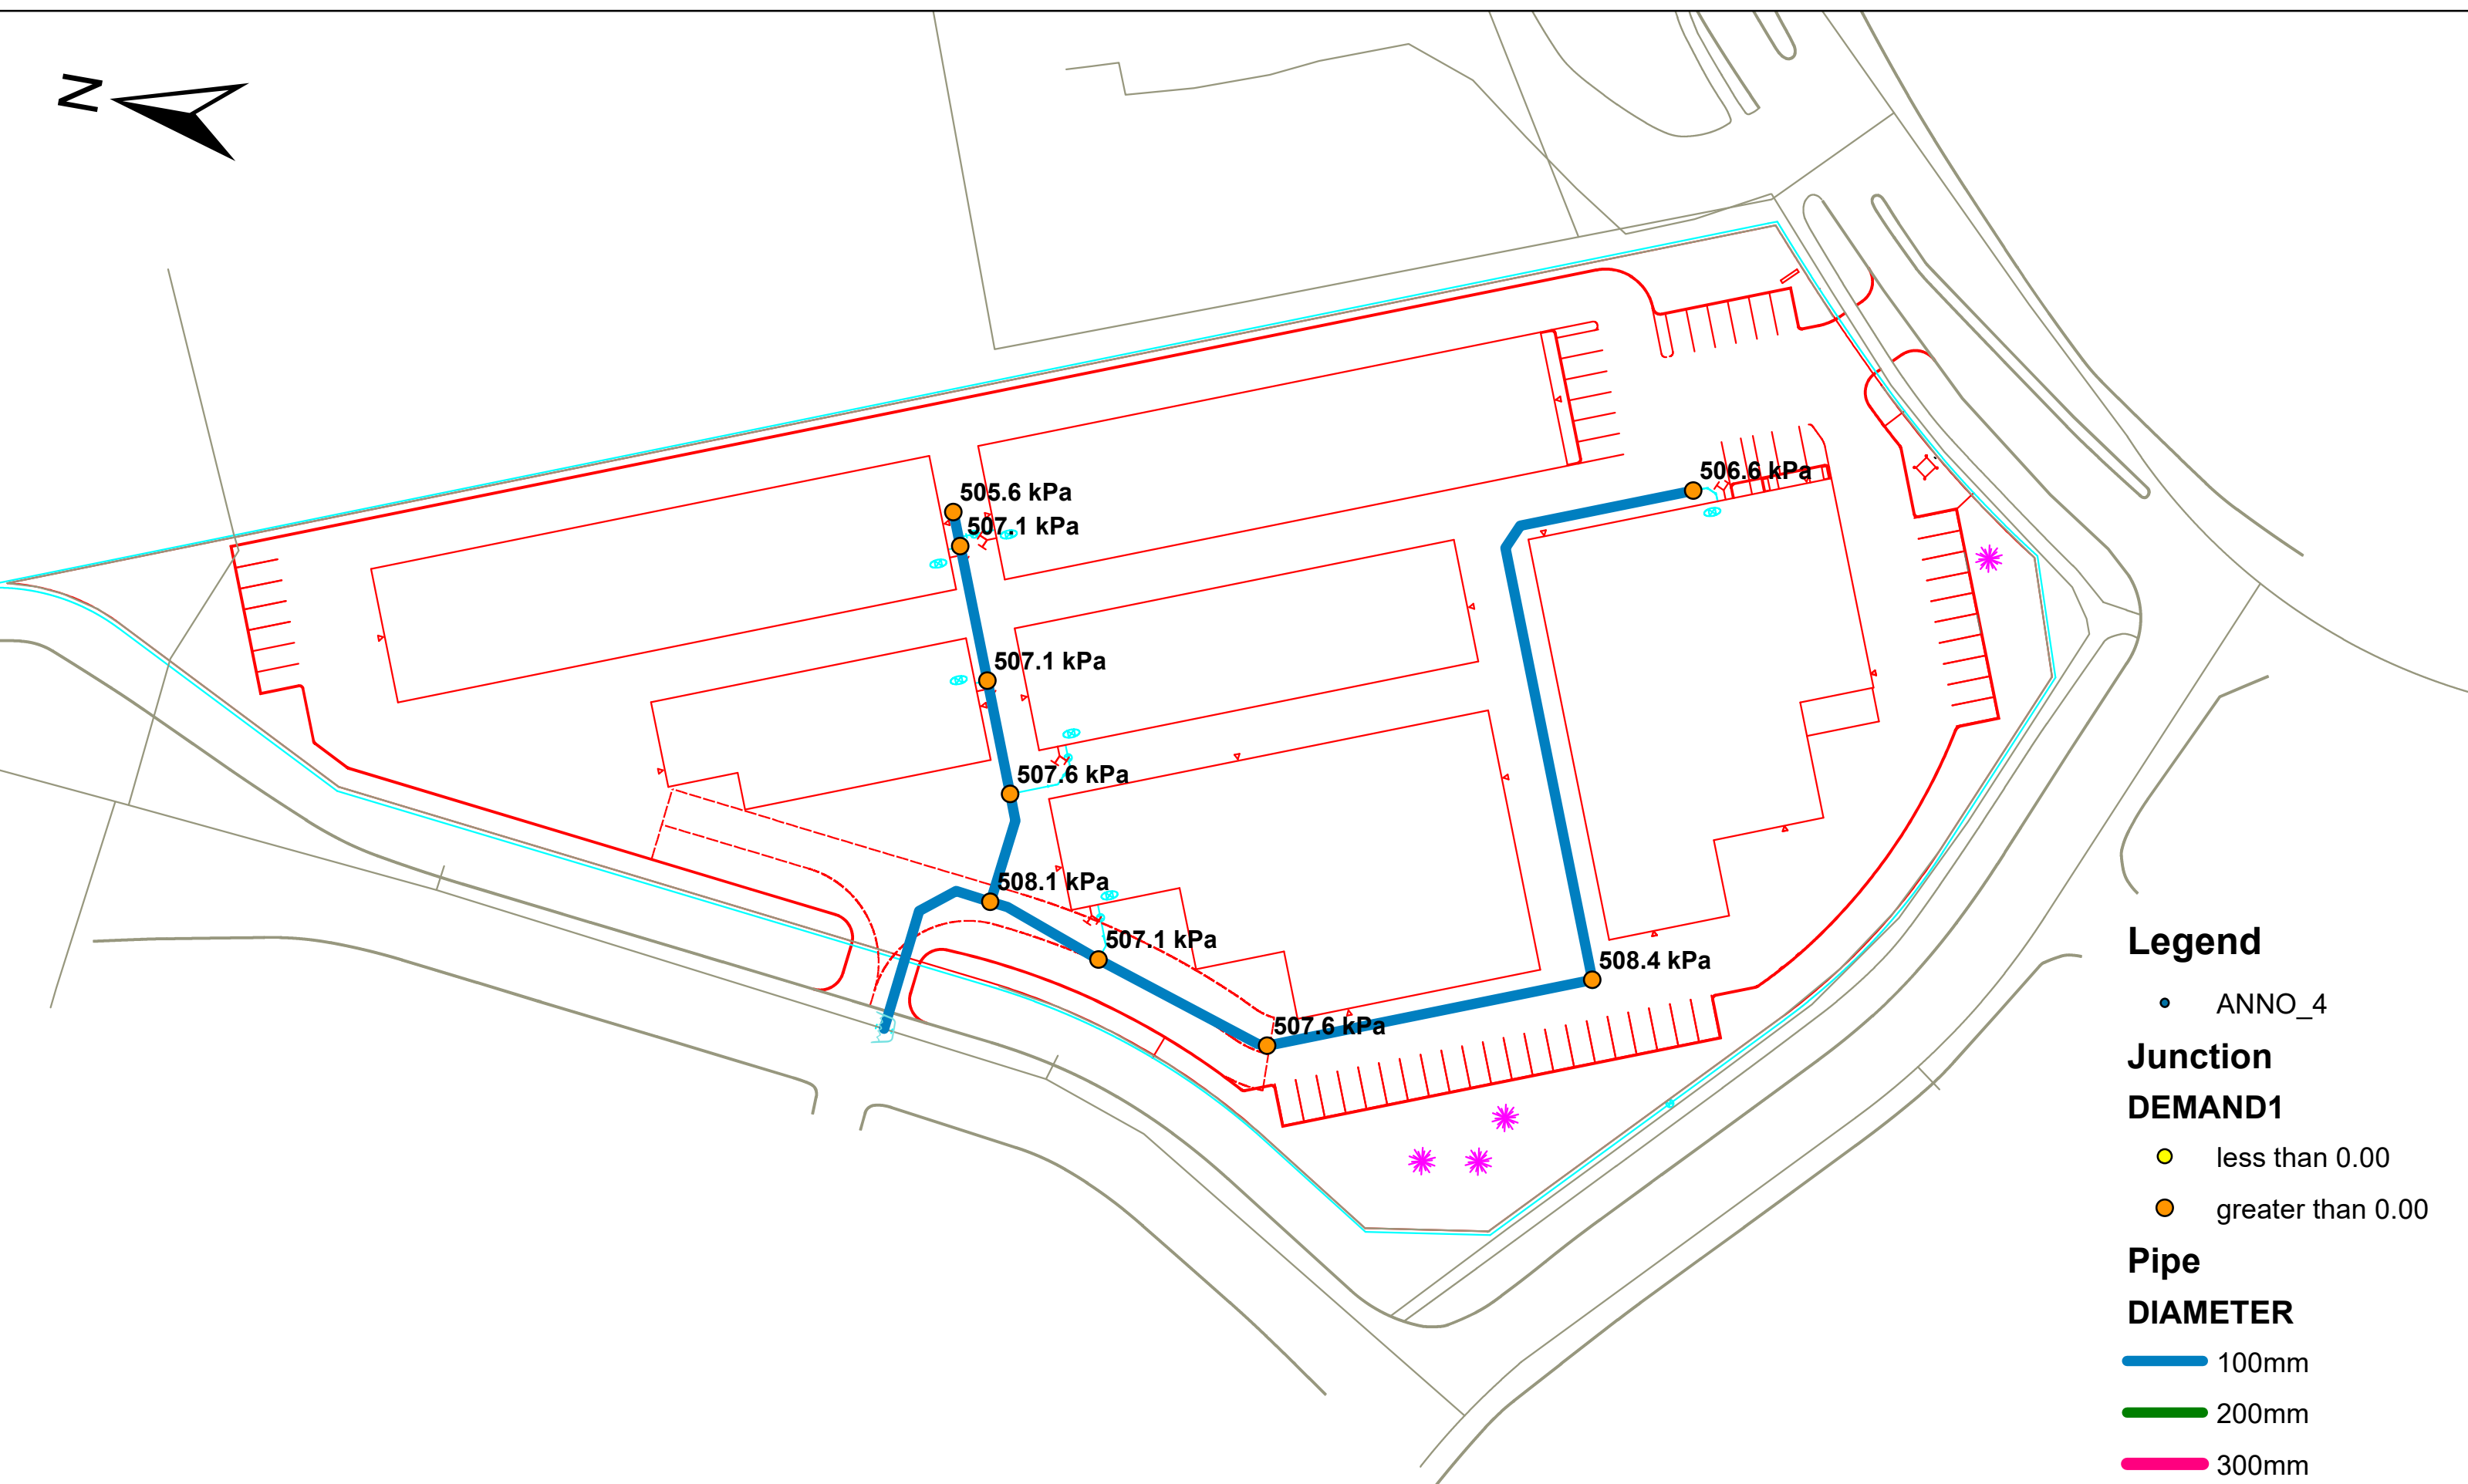 N
506.6 kPa
505.6 kPa
507.1 kPa
507.1 kPa
507.6 kPa
508.1 kPa
507.1 kPa
508.4 kPa
507.6 kPa
Legend
ANNO_4
Junction
DEMAND1
less than 0.00
greater than 0.00
Pipe
DIAMETER
100mm
200mm
300mm